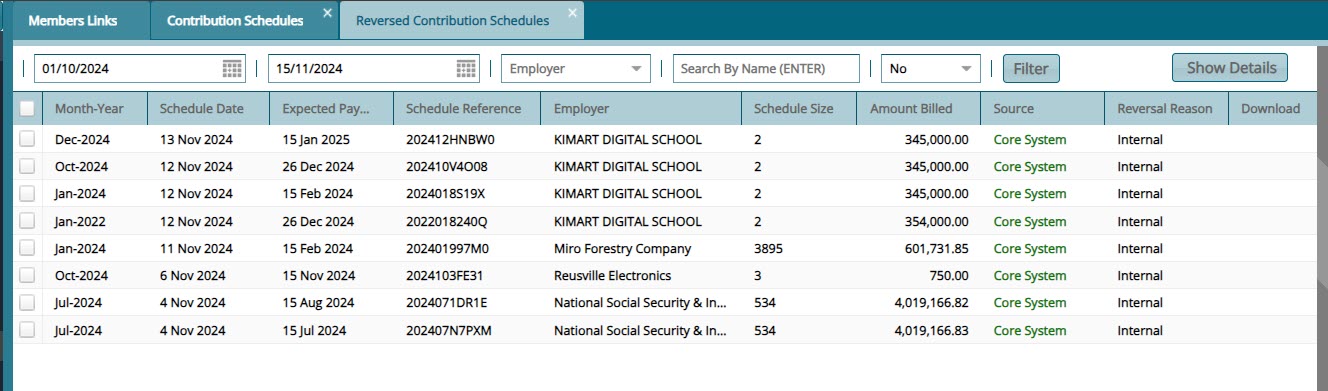 Members Links Contribution Schedules Reversed Contribution Schedules
01/10/2024 15/11/2024 Employer Search By Name (ENTER) No Filter Show Details
Month-Year Schedule Date Expected Pay... Schedule Reference Employer Schedule Size Amount Billed Source Reversal Reason Download
Dec-2024 13 Nov 2024 15 Jan 2025 202412HNBW0 KIMART DIGITAL SCHOOL 2 345,000.00 Core System Internal
Oct-2024 12 Nov 2024 26 Dec 2024 202410V4O08 KIMART DIGITAL SCHOOL 2 345,000.00 Core System Internal
Jan-2024 12 Nov 2024 15 Feb 2024 2024018S19X KIMART DIGITAL SCHOOL 2 345,000.00 Core System Internal
Jan-2022 12 Nov 2024 26 Dec 2024 2022018240Q KIMART DIGITAL SCHOOL 2 354,000.00 Core System Internal
Jan-2024 11 Nov 2024 15 Feb 2024 202401997M0 Miro Forestry Company 3895 601,731.85 Core System Internal
Oct-2024 6 Nov 2024 15 Nov 2024 2024103FE31 Reusville Electronics 3 750.00 Core System Internal
Jul-2024 4 Nov 2024 15 Aug 2024 2024071DR1E National Social Security & In... 534 4,019,166.82 Core System Internal
Jul-2024 4 Nov 2024 15 Jul 2024 202407N7PXM National Social Security & In... 534 4,019,166.83 Core System Internal